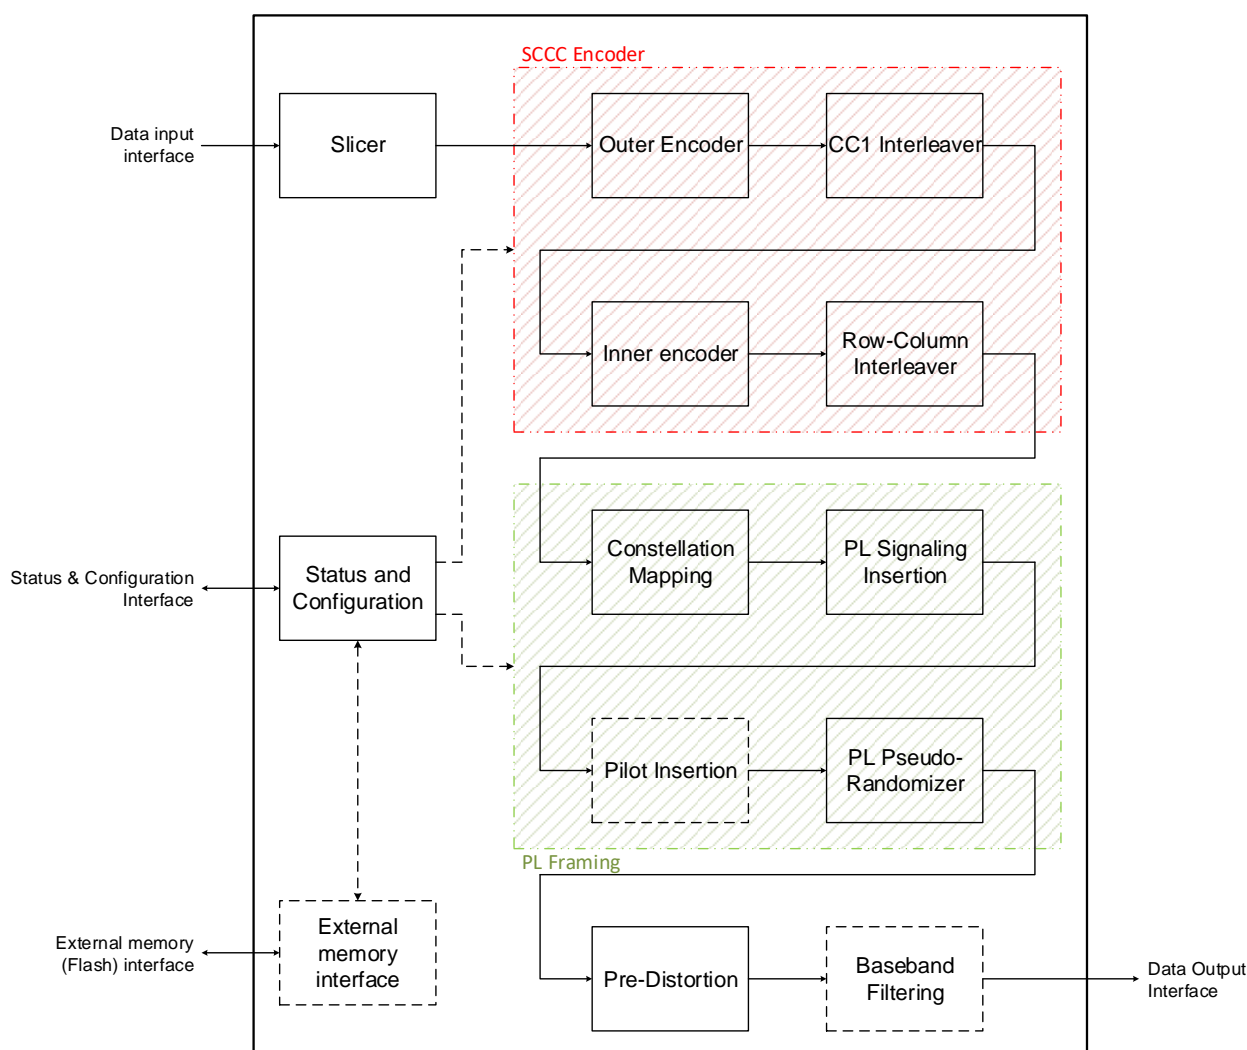 SCCC Encoder
Data input
interface
Slicer
Outer Encoder
CC1 Interleaver
Inner encoder
Row-Column
Interleaver
Status & Configuration
Interface
Status and
Configuration
Constellation
Mapping
PL Signaling
Insertion
Pilot Insertion
PL Pseudo-
Randomizer
PL Framing
External memory
(Flash) interface
External
memory
interface
Pre-Distortion
Baseband
Filtering
Data Output
Interface